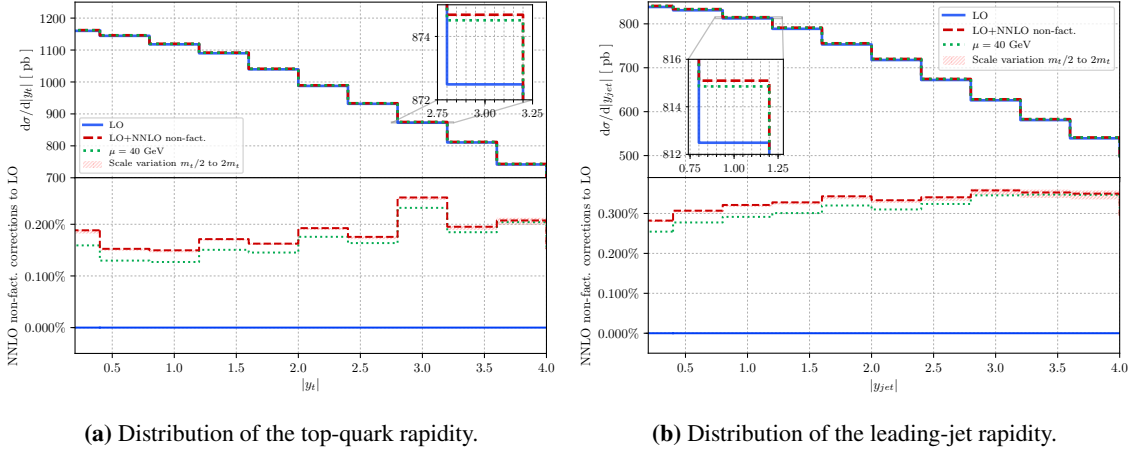 1200
1100
1000
900
800
700
dσ/d|y_t| [ pb ]
874
872
2.75 3.00 3.25
LO
LO+NNLO non-fact.
μ = 40 GeV
Scale variation m_t/2 to 2m_t
NNLO non-fact. corrections to LO
0.200%
0.100%
0.000%
0.5 1.0 1.5 2.0 2.5 3.0 3.5 4.0
|y_t|
(a) Distribution of the top-quark rapidity.
800
700
600
500
dσ/d|y_{jet}| [ pb ]
LO
LO+NNLO non-fact.
μ = 40 GeV
Scale variation m_t/2 to 2m_t
816
814
812
0.75 1.00 1.25
NNLO non-fact. corrections to LO
0.300%
0.200%
0.100%
0.000%
0.5 1.0 1.5 2.0 2.5 3.0 3.5 4.0
|y_{jet}|
(b) Distribution of the leading-jet rapidity.